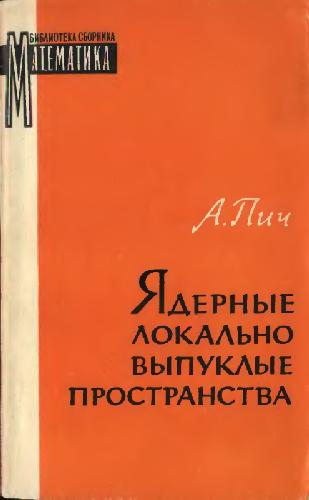 БИБЛИОТЕКА СБОРНИКА
МАТЕМАТИКА
А. Пич
ЯДЕРНЫЕ
ЛОКАЛЬНО
ВЫПУКЛЫЕ
ПРОСТРАНСТВА